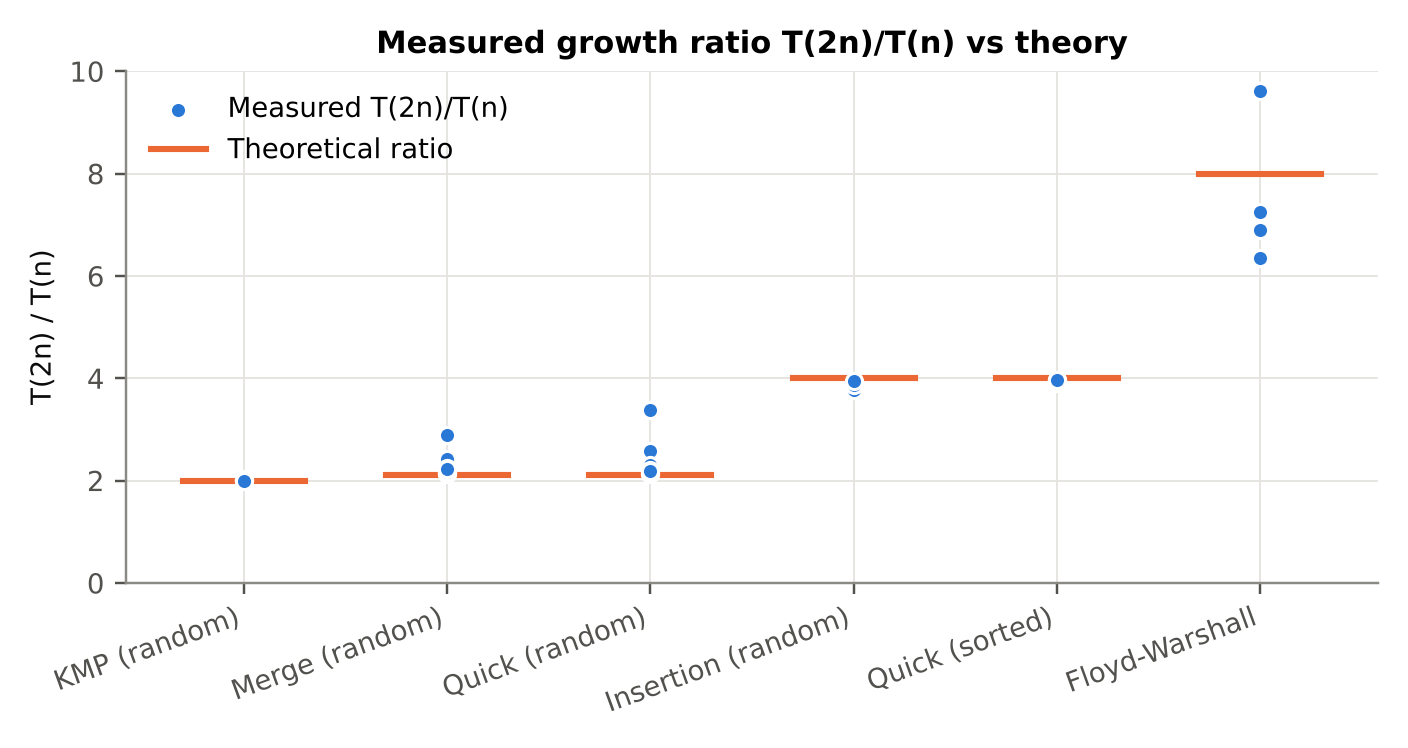 Measured growth ratio T(2n)/T(n) vs theory
Measured T(2n)/T(n)
Theoretical ratio
T(2n) / T(n)
10
8
6
4
2
0
KMP (random)
Merge (random)
Quick (random)
Insertion (random)
Quick (sorted)
Floyd-Warshall